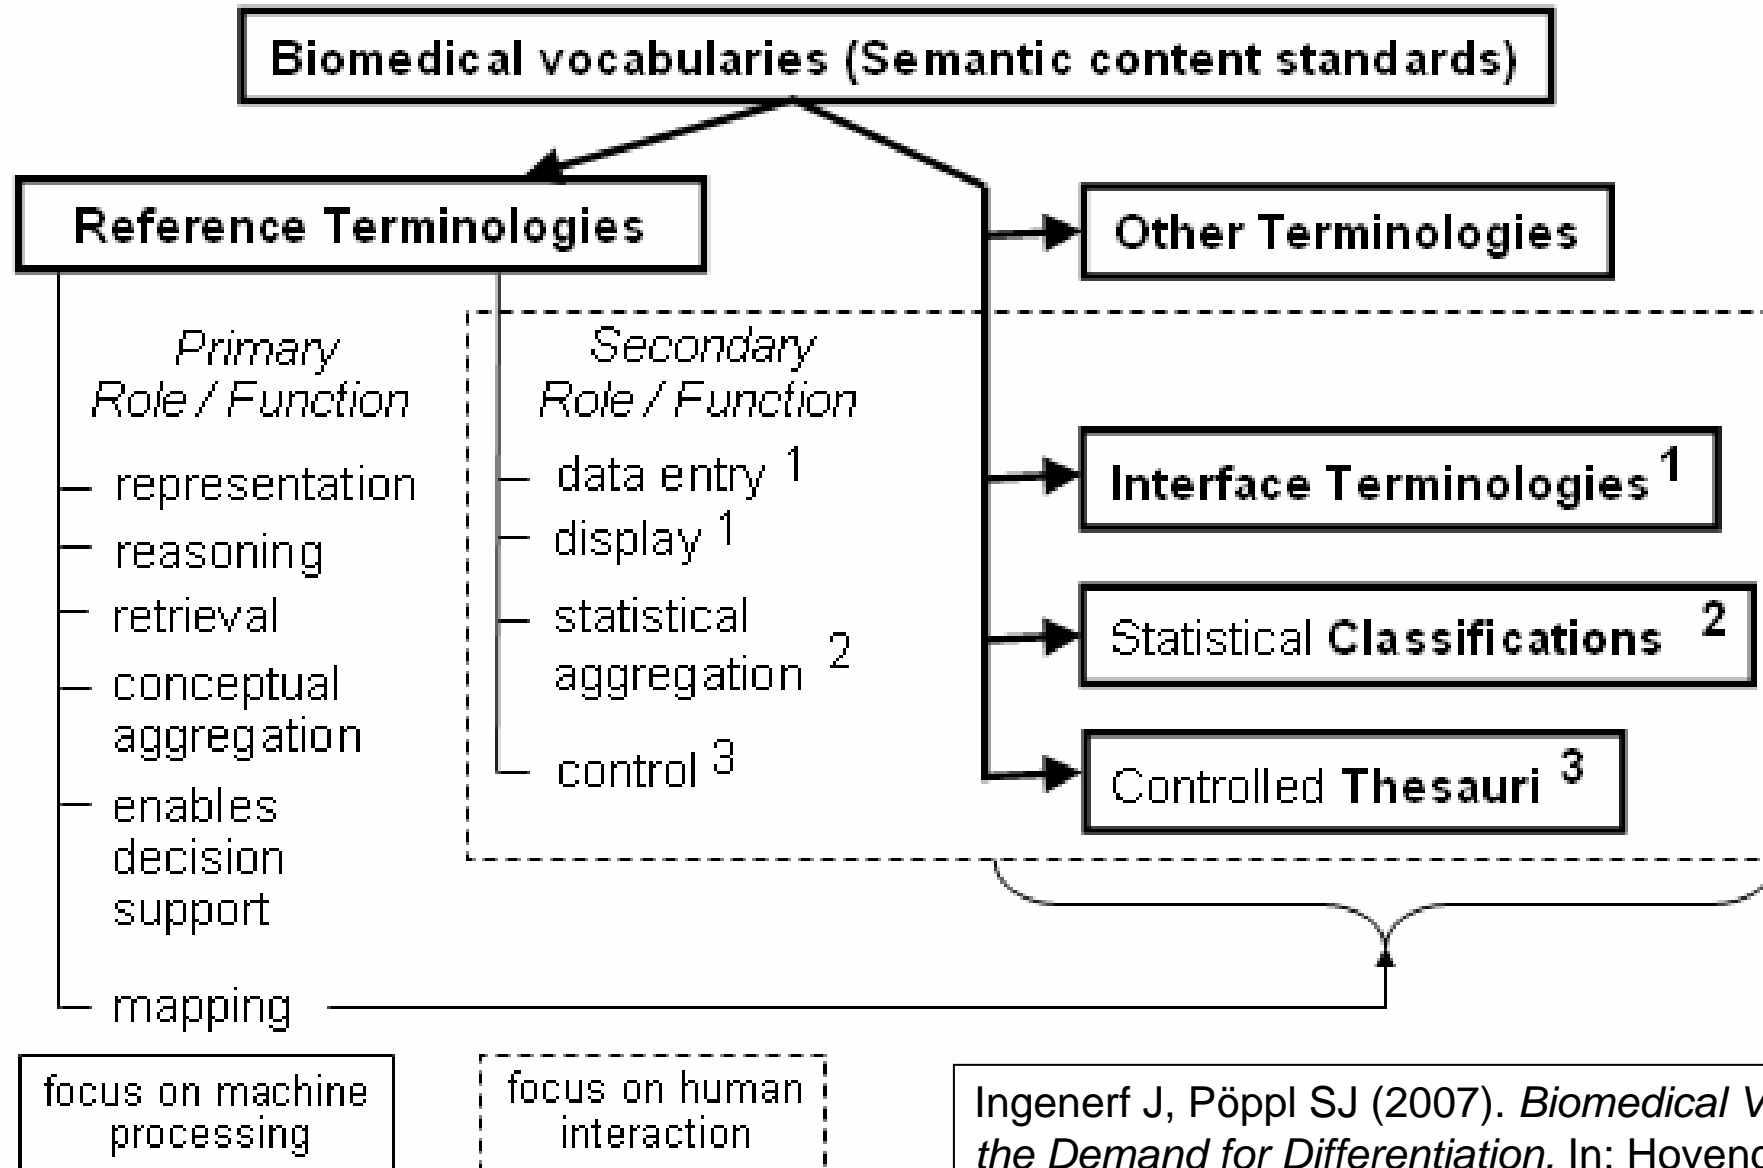 Biomedical vocabularies (Semantic content standards)
Reference Terminologies
Other Terminologies
Primary
Role / Function
representation
reasoning
retrieval
conceptual
aggregation
enables
decision
support
mapping
Secondary
Role / Function
data entry 1
display 1
statistical
aggregation 2
control 3
Interface Terminologies 1
Statistical Classifications 2
Controlled Thesauri 3
focus on machine
processing
focus on human
interaction
Ingenerf J, Pöppl SJ (2007). Biomedical
the Demand for Differentiation. In: